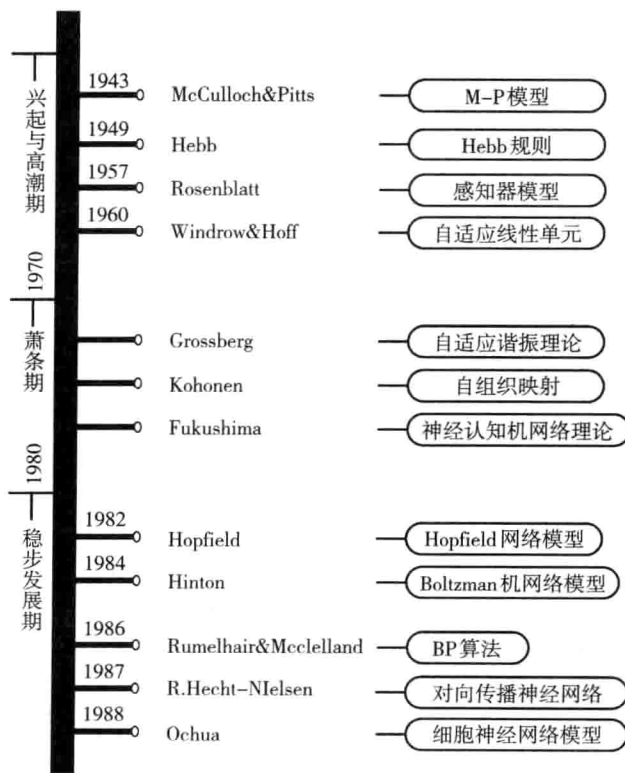 兴起与高潮期
1943 McCulloch&Pitts M-P模型
1949 Hebb Hebb规则
1957 Rosenblatt 感知器模型
1960 Windrow&Hoff 自适应线性单元
1970
萧条期
Grossberg 自适应谐振理论
Kohonen 自组织映射
Fukushima 神经认知机网络理论
1980
稳步发展期
1982 Hopfield Hopfield网络模型
1984 Hinton Boltzman机网络模型
1986 Rumelhair&Mcclelland BP算法
1987 R.Hecht-NIelsen 对向传播神经网络
1988 Ochua 细胞神经网络模型